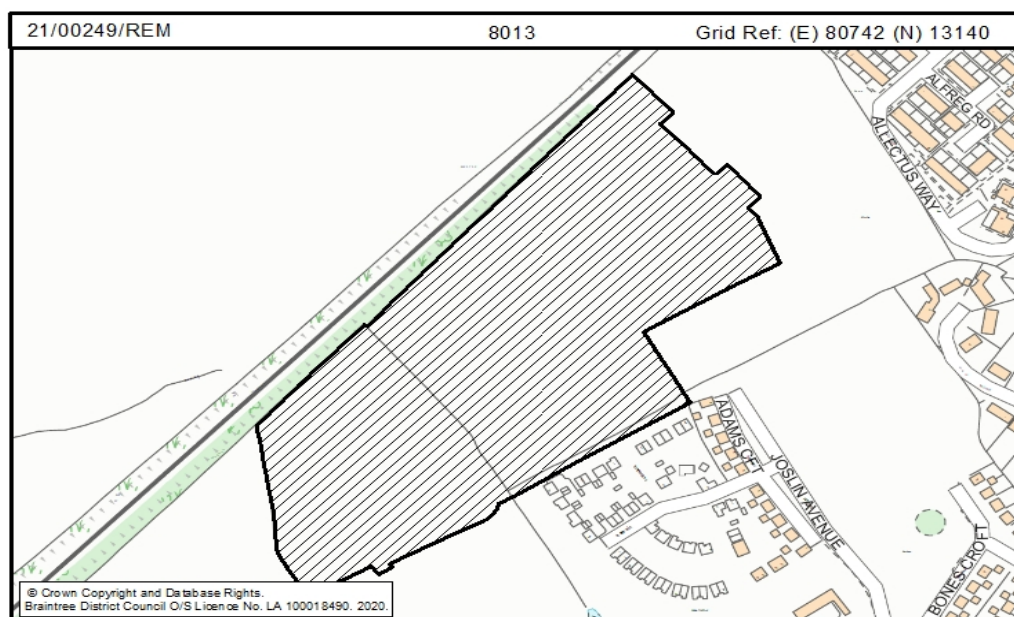 21/00249/REM 8013 Grid Ref: (E) 80742 (N) 13140
ALFREG RD
ALLECTUS WAY
ADAMS CFT
JOSLIN AVENUE
BONES CROFT
© Crown Copyright and Database Rights.
Braintree District Council O/S Licence No. LA 100018490. 2020.